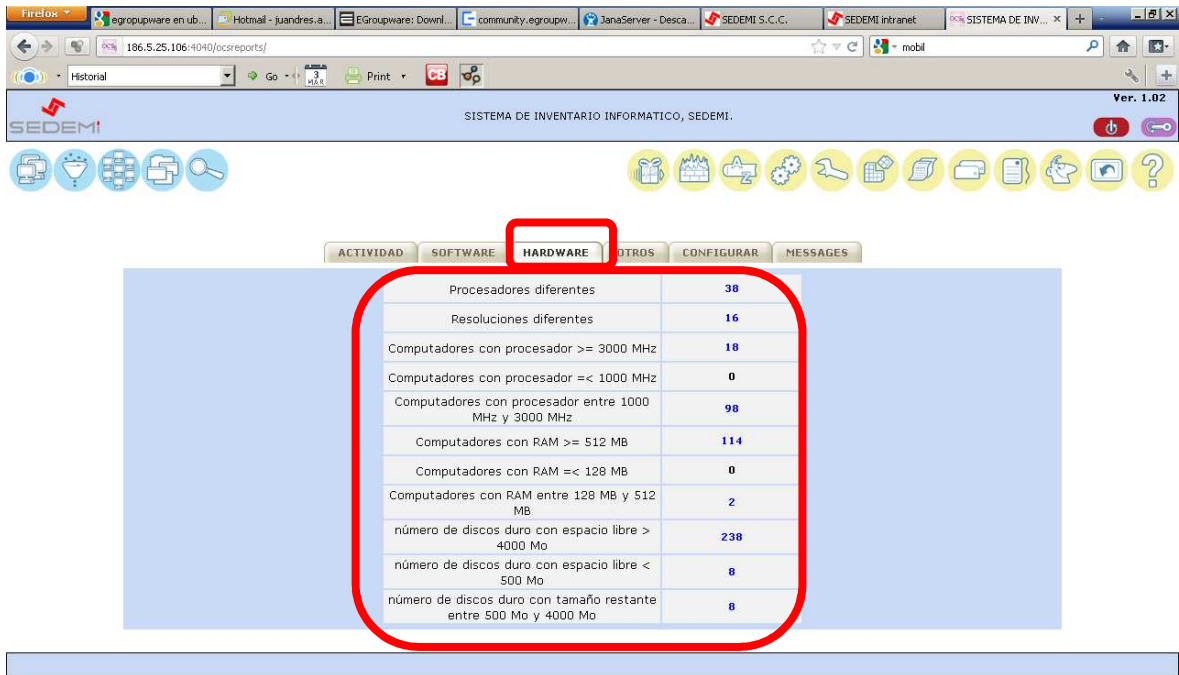 Firefox
egropupware en ub...
Hotmail - juandres.a...
EGroupware: Downl...
community.egroupw...
JanaServer - Desca...
SEDEMI S.C.C.
SEDEMI intranet
SISTEMA DE INV...
186.5.25.106:4040/ocsreports/
mobil
Historial
Go
3
MAR
Print
CB
Ver. 1.02
SEDEMI
SISTEMA DE INVENTARIO INFORMATICO, SEDEMI.
ACTIVIDAD
SOFTWARE
HARDWARE
OTROS
CONFIGURAR
MESSAGES
Procesadores diferentes 38
Resoluciones diferentes 16
Computadores con procesador >= 3000 MHz 18
Computadores con procesador =< 1000 MHz 0
Computadores con procesador entre 1000
MHz y 3000 MHz 98
Computadores con RAM >= 512 MB 114
Computadores con RAM =< 128 MB 0
Computadores con RAM entre 128 MB y 512
MB 2
número de discos duro con espacio libre >
4000 Mo 238
número de discos duro con espacio libre <
500 Mo 8
número de discos duro con tamaño restante
entre 500 Mo y 4000 Mo 8